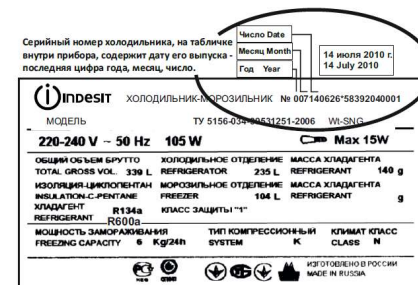 Серийный номер холодильника, на табличке
внутри прибора, содержит дату его выпуска -
последняя цифра года, месяц, число.
Число Date
Месяц Month
Год Year
14 июля 2010 г.
14 July 2010
INDESIT ХОЛОДИЛЬНИК-МОРОЗИЛЬНИК № 007140626*58392040001
МОДЕЛЬ ТУ 5156-034-39531251-2006 Wt-SNG
220-240 V ~ 50 Hz 105 W Max 15W
ОБЩИЙ ОБЪЕМ БРУТТО ХОЛОДИЛЬНОЕ ОТДЕЛЕНИЕ МАССА ХЛАДАГЕНТА
TOTAL GROSS VOL. 339 L REFRIGERATOR 235 L REFRIGERANT 140 g
ИЗОЛЯЦИЯ-ЦИКЛОПЕНТАН МОРОЗИЛЬНОЕ ОТДЕЛЕНИЕ МАССА ХЛАДАГЕНТА
INSULATION-C-PENTANE FREEZER 104 L REFRIGERANT g
ХЛАДАГЕНТ R134a КЛАСС ЗАЩИТЫ "1"
REFRIGERANT R600a
МОЩНОСТЬ ЗАМОРАЖИВАНИЯ ТИП КОМПРЕССИОННЫЙ КЛИМАТ КЛАСС
FREEZING CAPACITY 6 Kg/24h SYSTEM K CLASS N
ИЗГОТОВЛЕНО В РОССИИ
MADE IN RUSSIA